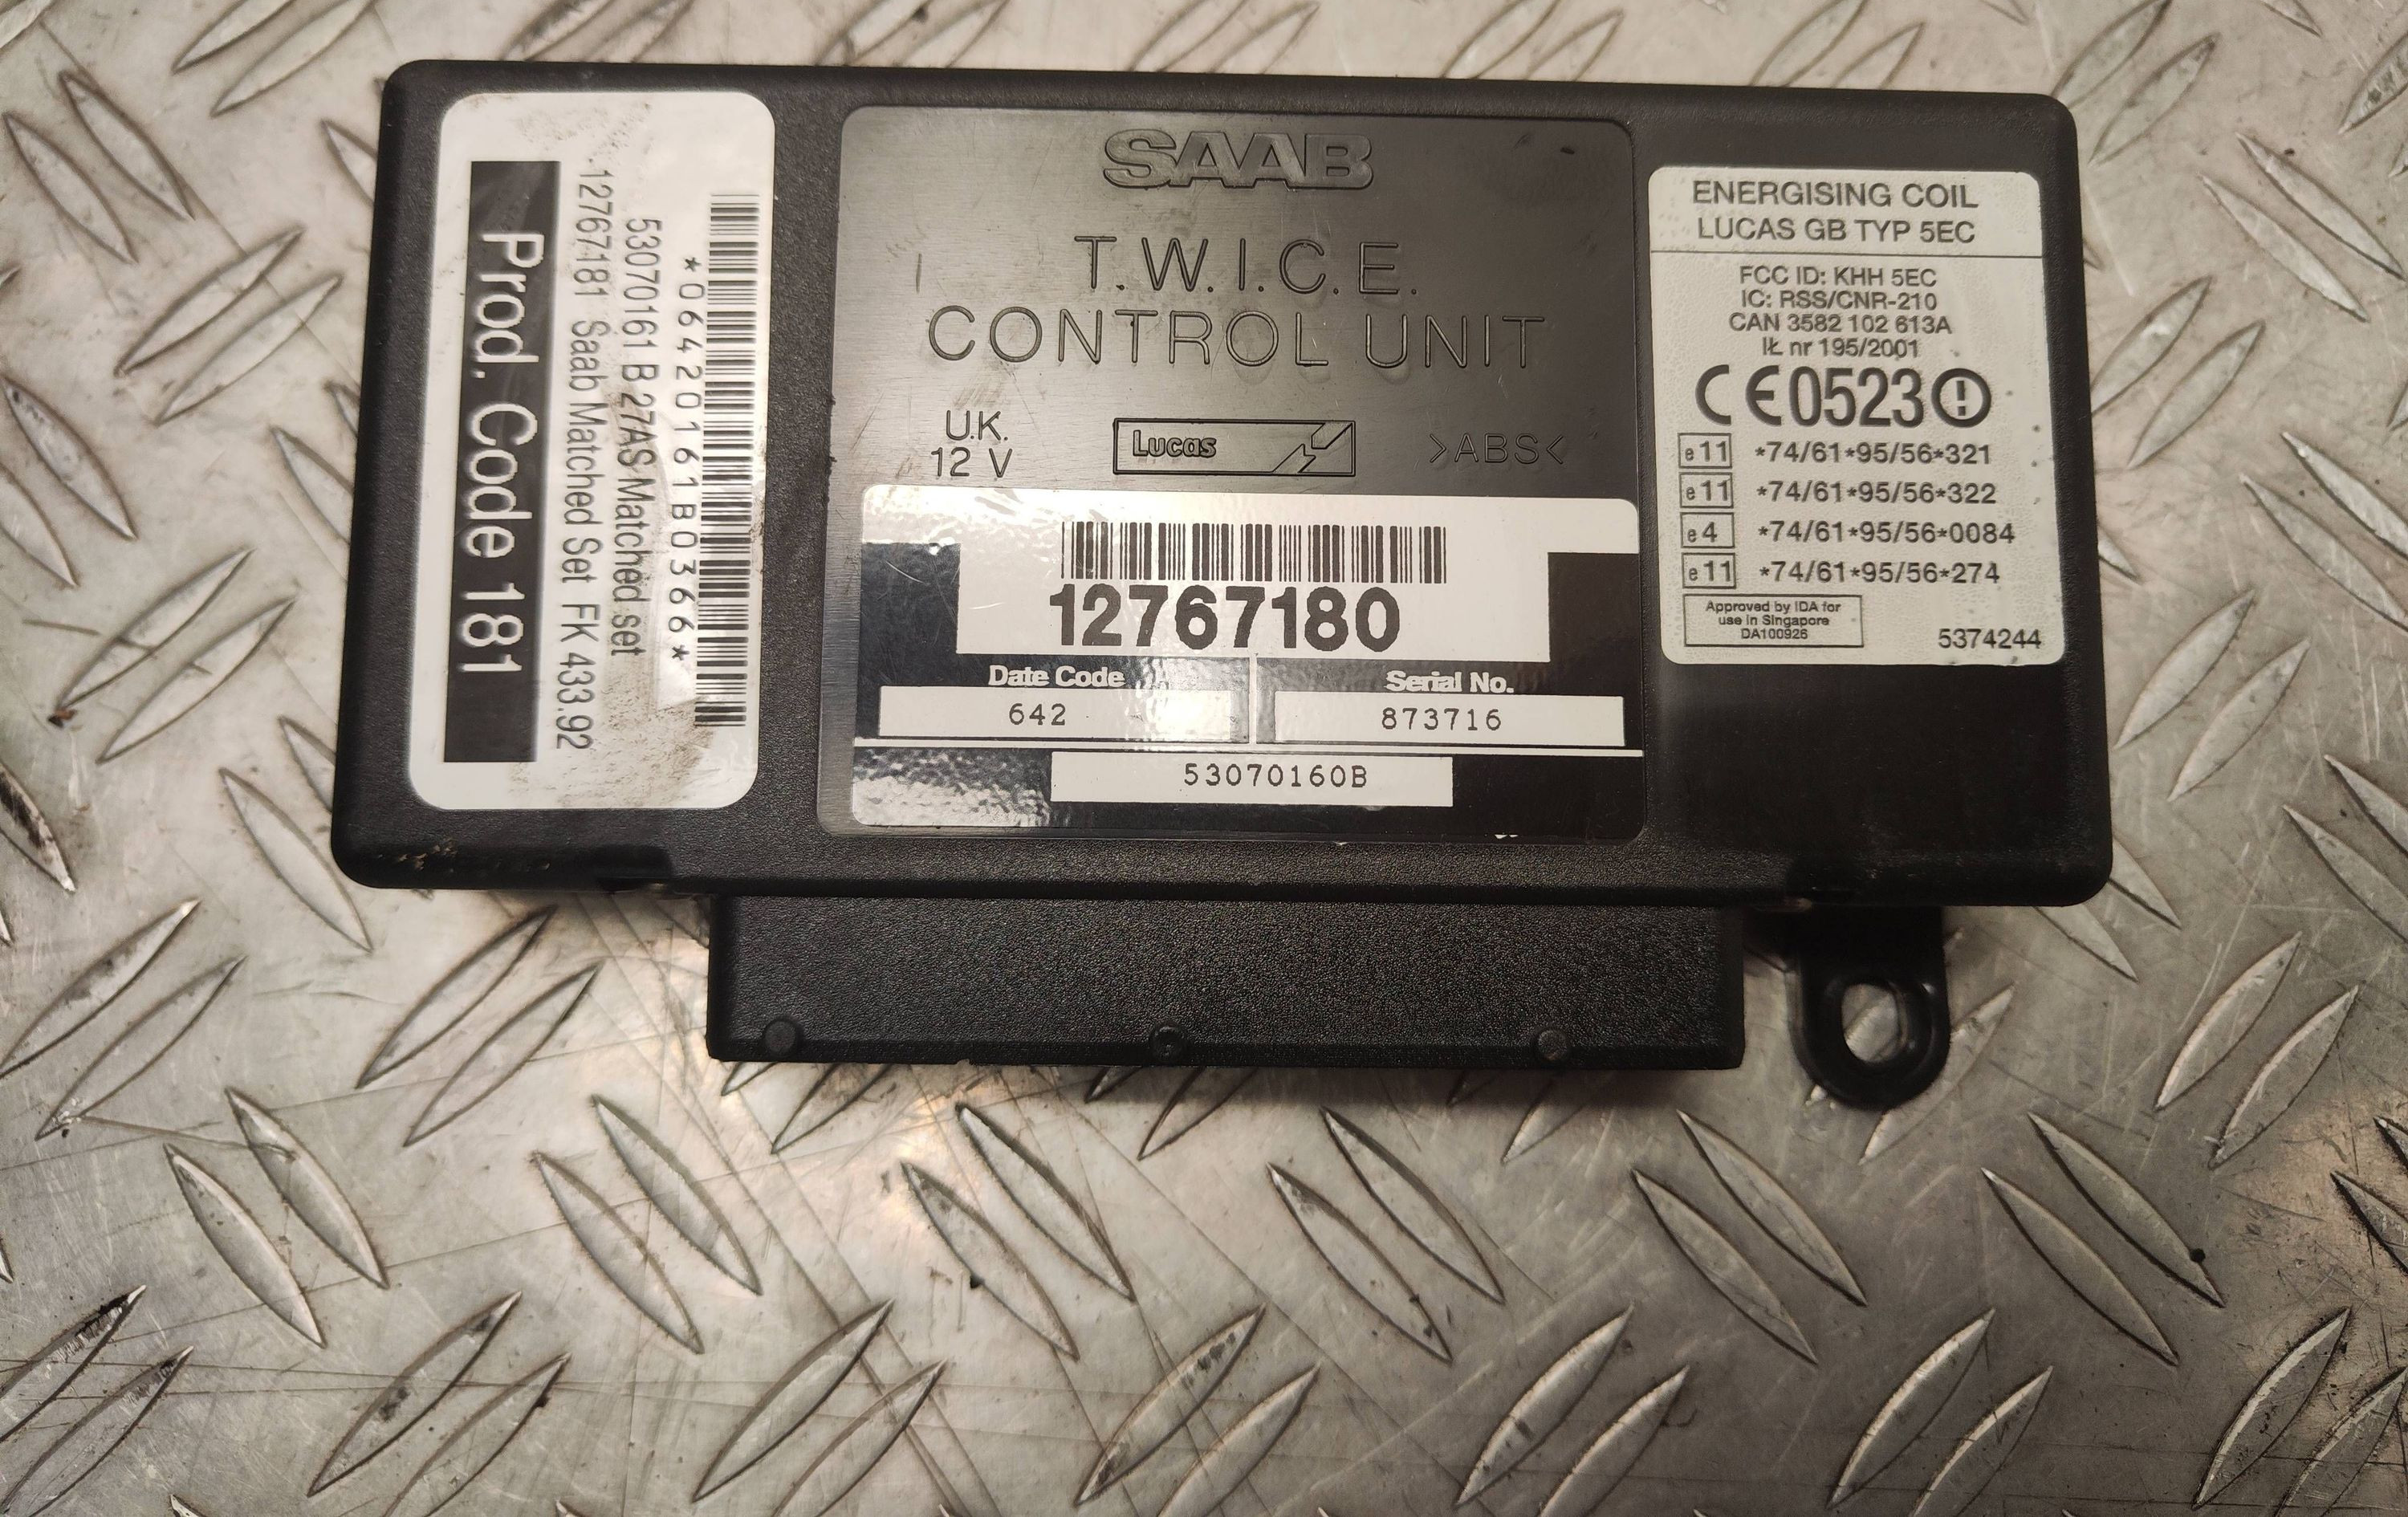 *0642016​1B0366*
53070161 B 27AS Matched set
12767181 Saab Matched Set FK 433.92
Prod. Code 181
SAAB
T.W.I.C.E.
CONTROL UNIT
U.K.
12 V
Lucas
>ABS<
12767180
Date Code
Serial No.
642
873716
53070160B
ENERGISING COIL
LUCAS GB TYP 5EC
FCC ID: KHH 5EC
IC: RSS/CNR-210
CAN 3582 102 613A
IŁ nr 195/2001
CE0523
e11 *74/61*95/56*321
e11 *74/61*95/56*322
e4 *74/61*95/56*0084
e11 *74/61*95/56*274
Approved by IDA for
use in Singapore
DA100926
5374244